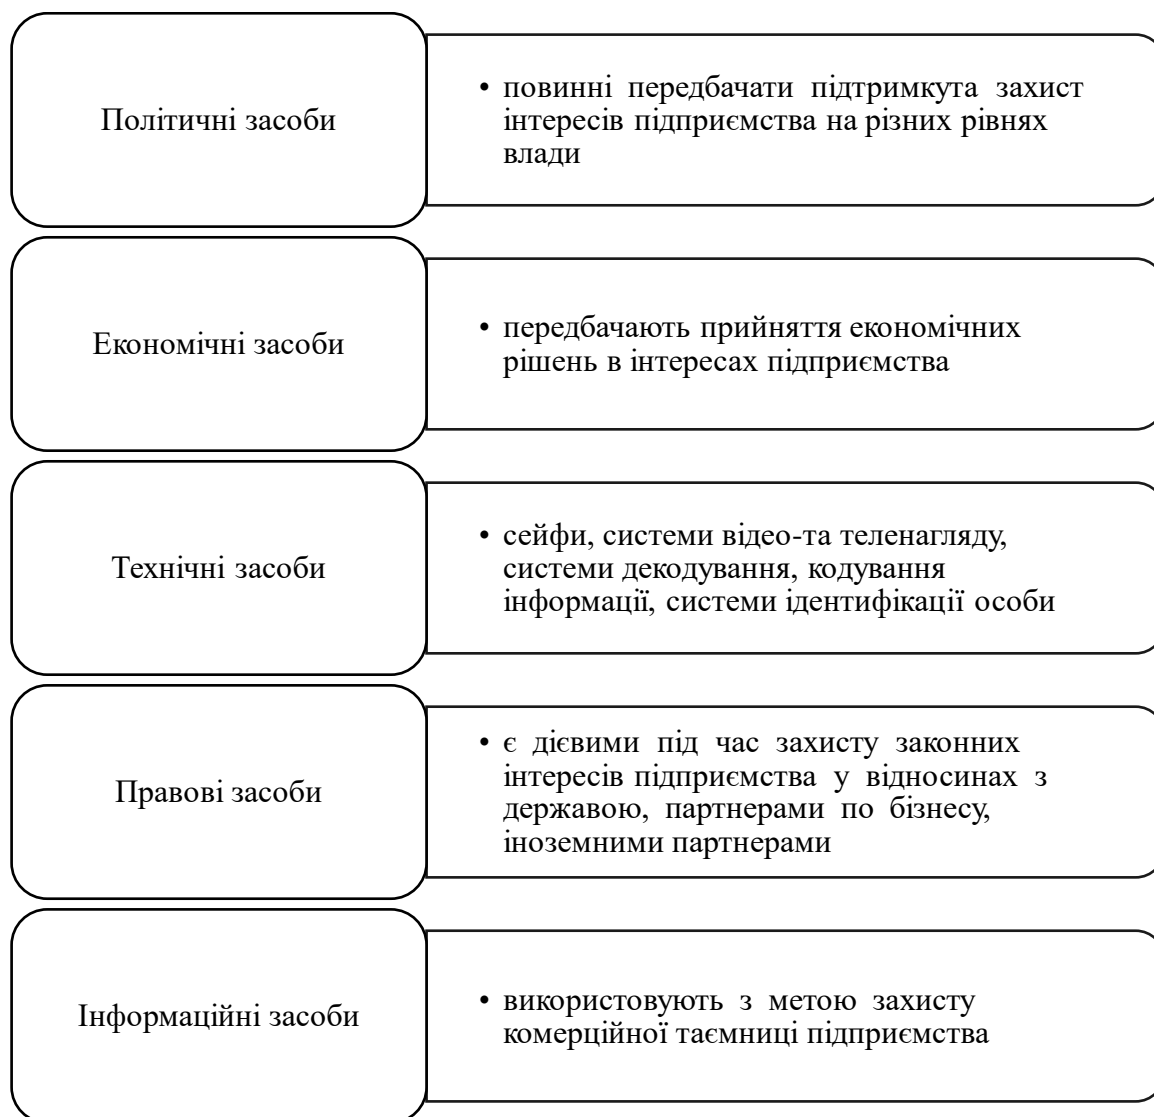 Політичні засоби
• повинні передбачати підтримкута захист
інтересів підприємства на різних рівнях
влади
Економічні засоби
• передбачають прийняття економічних
рішень в інтересах підприємства
Технічні засоби
• сейфи, системи відео-та теленагляду,
системи декодування, кодування
інформації, системи ідентифікації особи
Правові засоби
• є дієвими під час захисту законних
інтересів підприємства у відносинах з
державою, партнерами по бізнесу,
іноземними партнерами
Інформаційні засоби
• використовують з метою захисту
комерційної таємниці підприємства